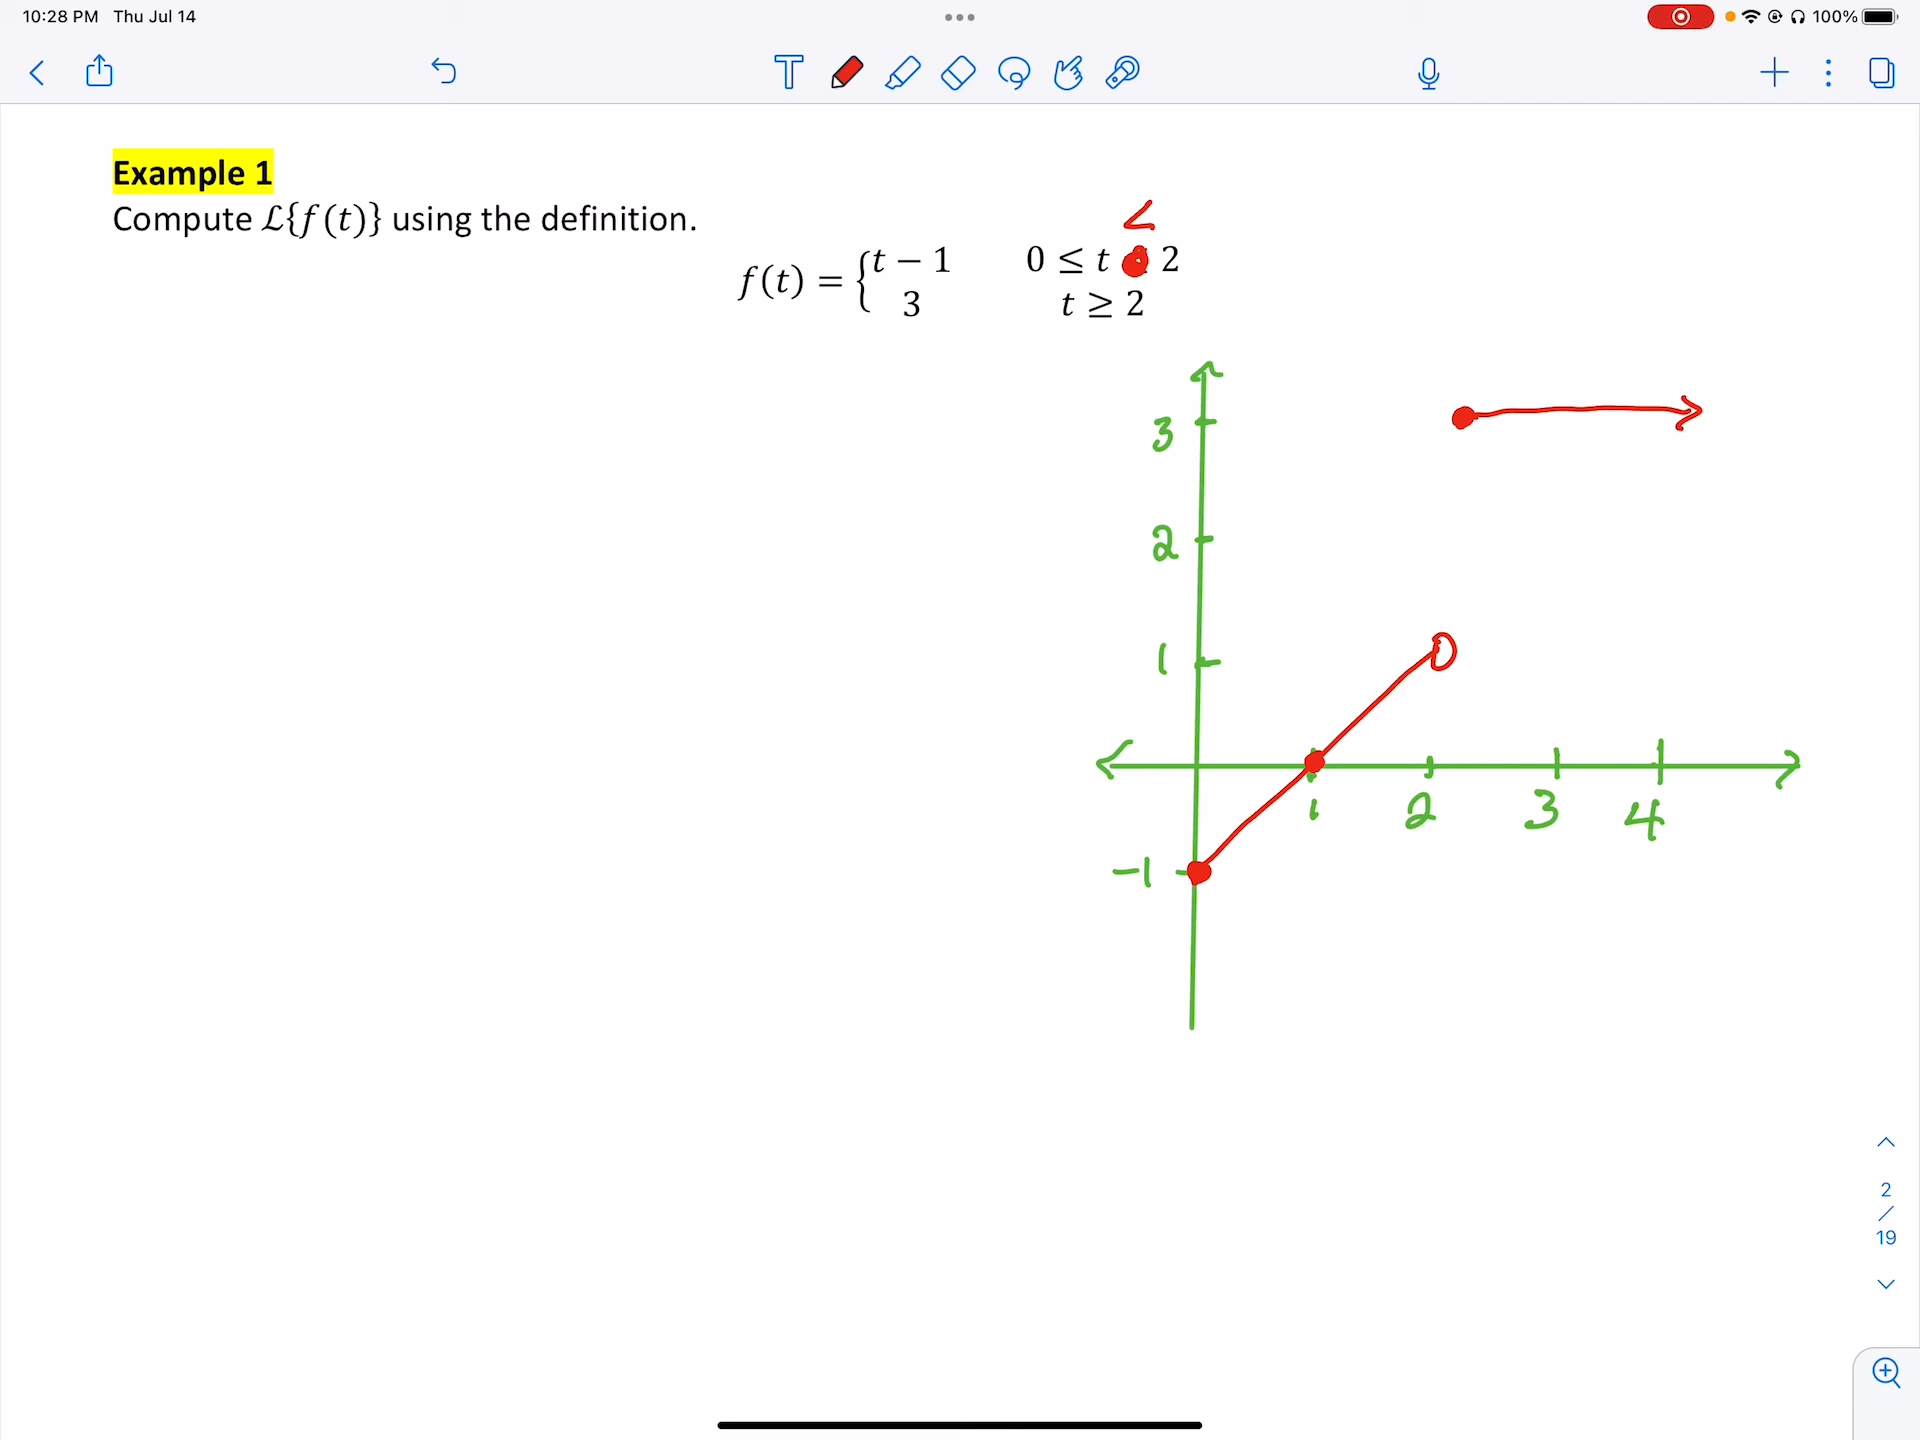 10:28 PM Thu Jul 14
100%
T
Example 1
Compute ℒ{f(t)} using the definition.
<
f(t) = { t − 1 0 ≤ t 2
3 t ≥ 2
3
2
1
1 2 3 4
-1
2
/
19